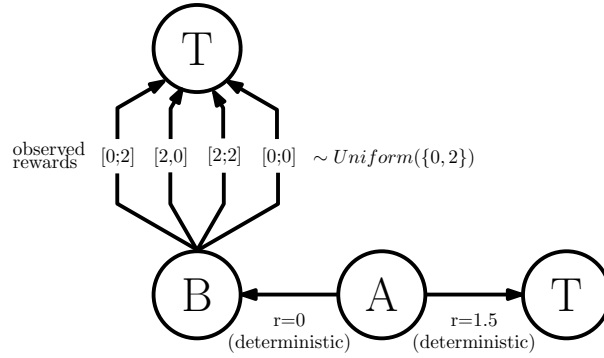 T
observed
rewards
[0;2] [2,0] [2;2] [0;0] ∼ Uniform({0, 2})
B
A
T
r=0
(deterministic)
r=1.5
(deterministic)